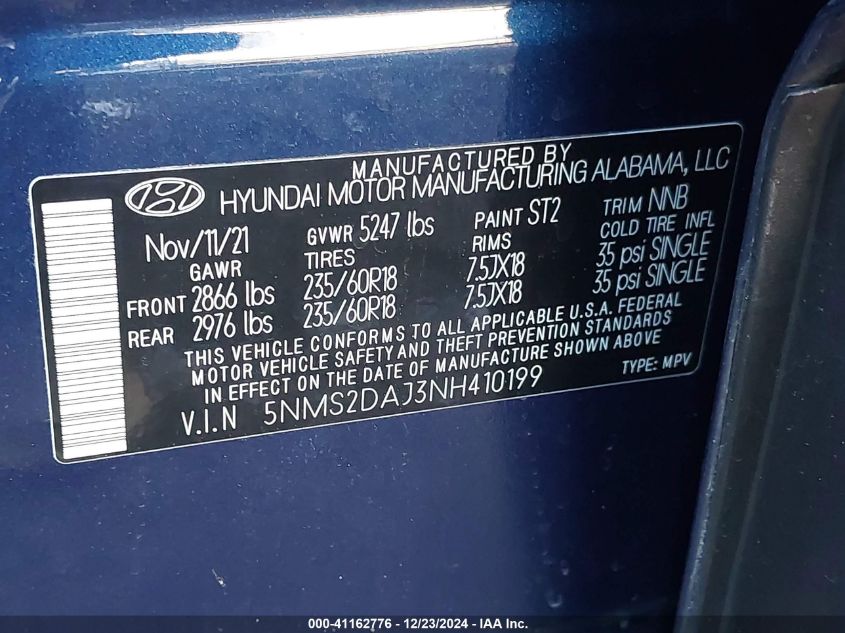 MANUFACTURED BY
HYUNDAI MOTOR MANUFACTURING ALABAMA, LLC
Nov/11/21 GVWR 5247 lbs PAINT ST2 TRIM NNB
GAWR TIRES RIMS COLD TIRE INFL
FRONT 2866 lbs 235/60R18 7.5JX18 35 psi SINGLE
REAR 2976 lbs 235/60R18 7.5JX18 35 psi SINGLE
THIS VEHICLE CONFORMS TO ALL APPLICABLE U.S.A. FEDERAL
MOTOR VEHICLE SAFETY AND THEFT PREVENTION STANDARDS
IN EFFECT ON THE DATE OF MANUFACTURE SHOWN ABOVE
V.I.N 5NMS2DAJ3NH410199 TYPE: MPV
000-41162776 - 12/23/2024 - IAA Inc.